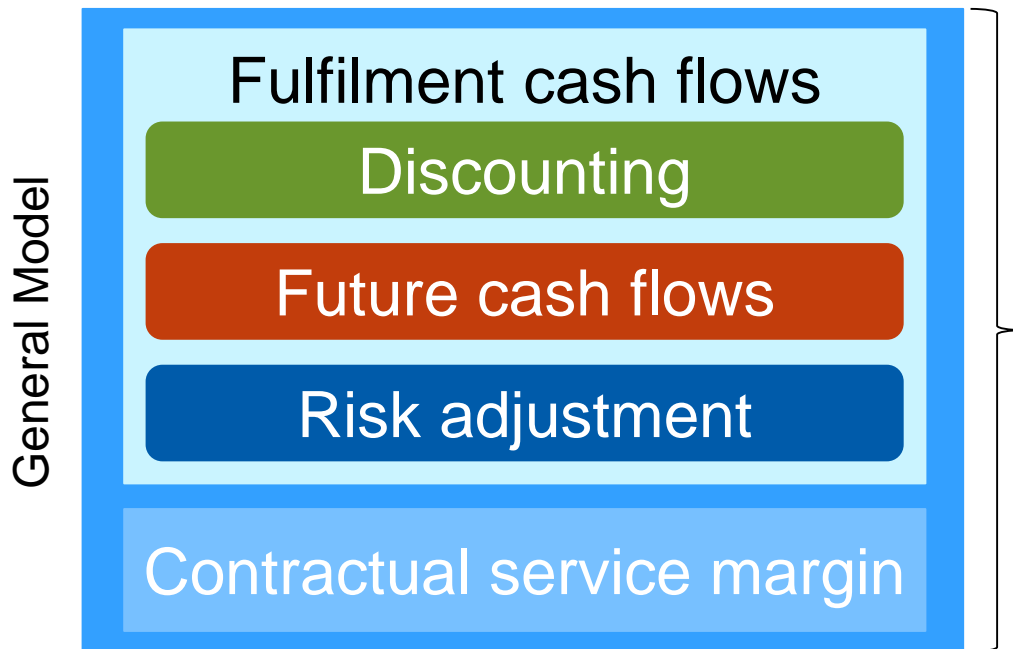 General Model
Fulfilment cash flows
Discounting
Future cash flows
Risk adjustment
Contractual service margin